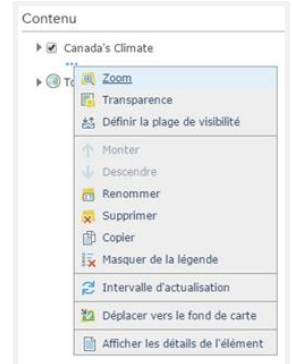 Contenu
Canada's Climate
To
Zoom
Transparence
Définir la plage de visibilité
Monter
Descendre
Renommer
Supprimer
Copier
Masquer de la légende
Intervalle d'actualisation
Déplacer vers le fond de carte
Afficher les détails de l'élément